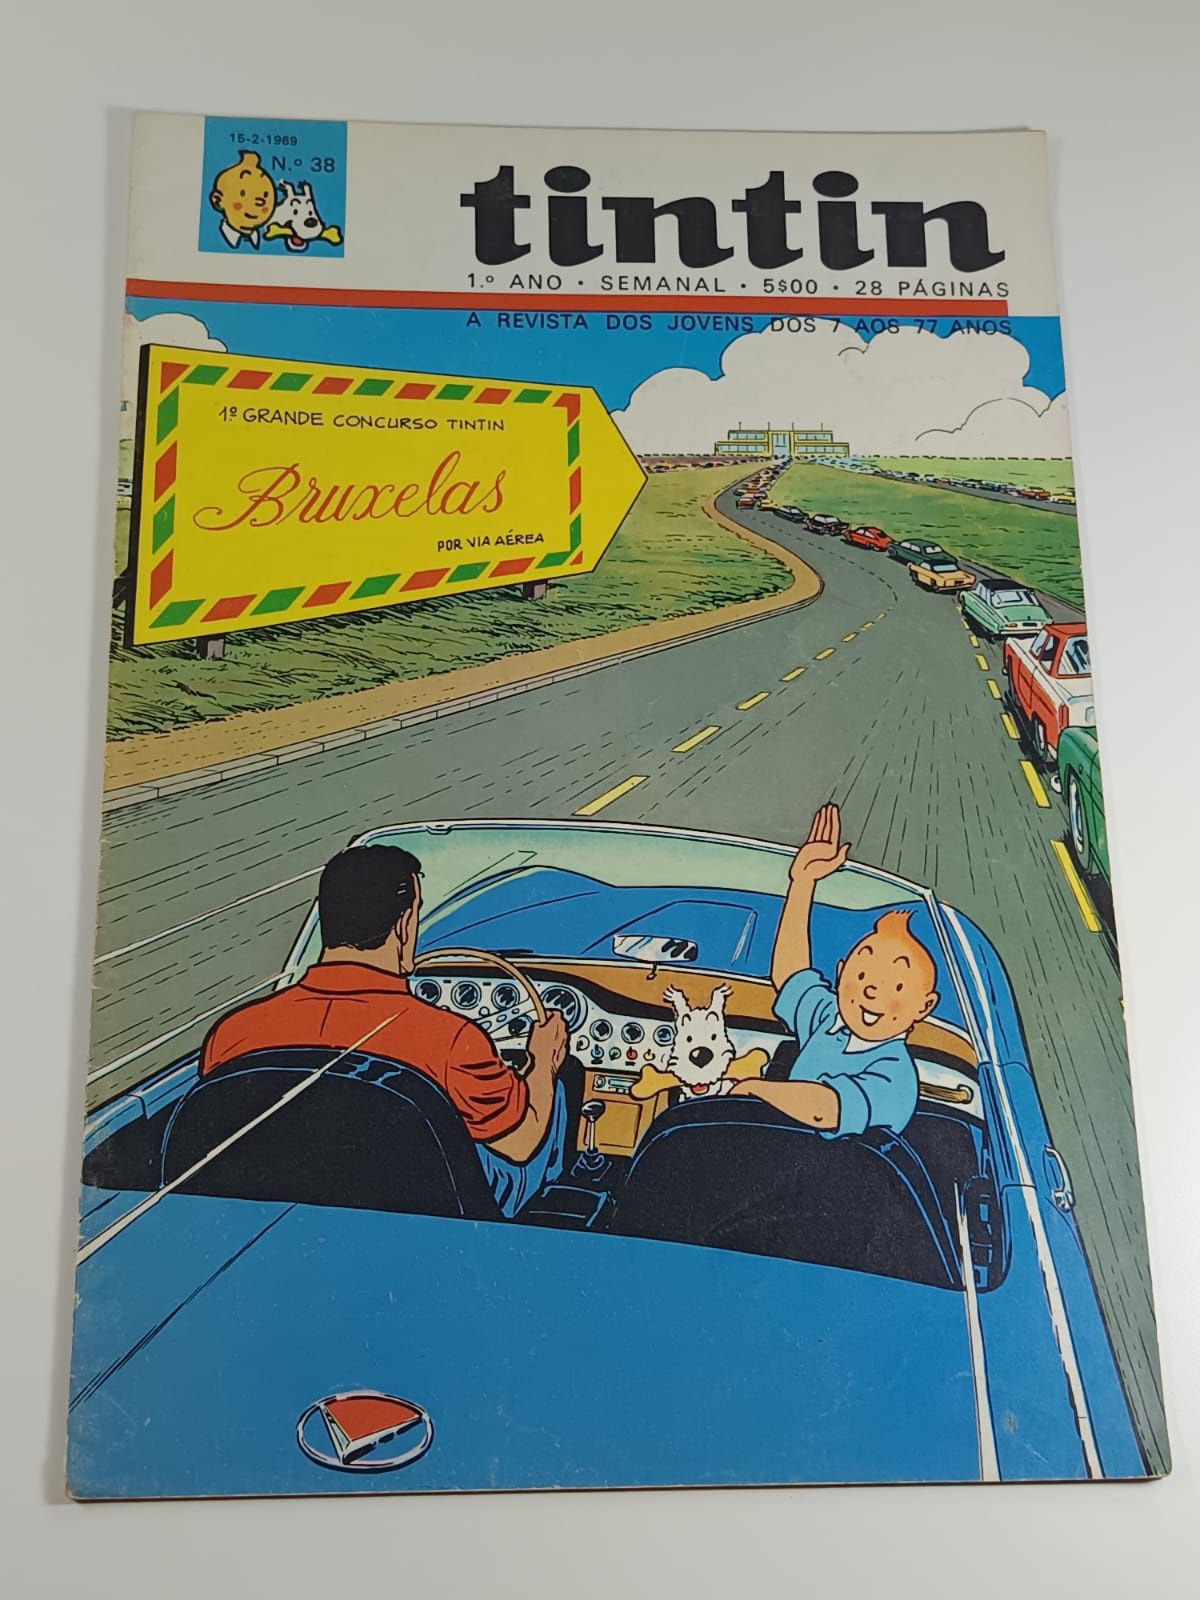 15-2-1969
N.º 38
tintin
1.º ANO • SEMANAL • 5$00 • 28 PÁGINAS
A REVISTA DOS JOVENS DOS 7 AOS 77 ANOS
1º GRANDE CONCURSO TINTIN
Bruxelas
POR VIA AÉREA